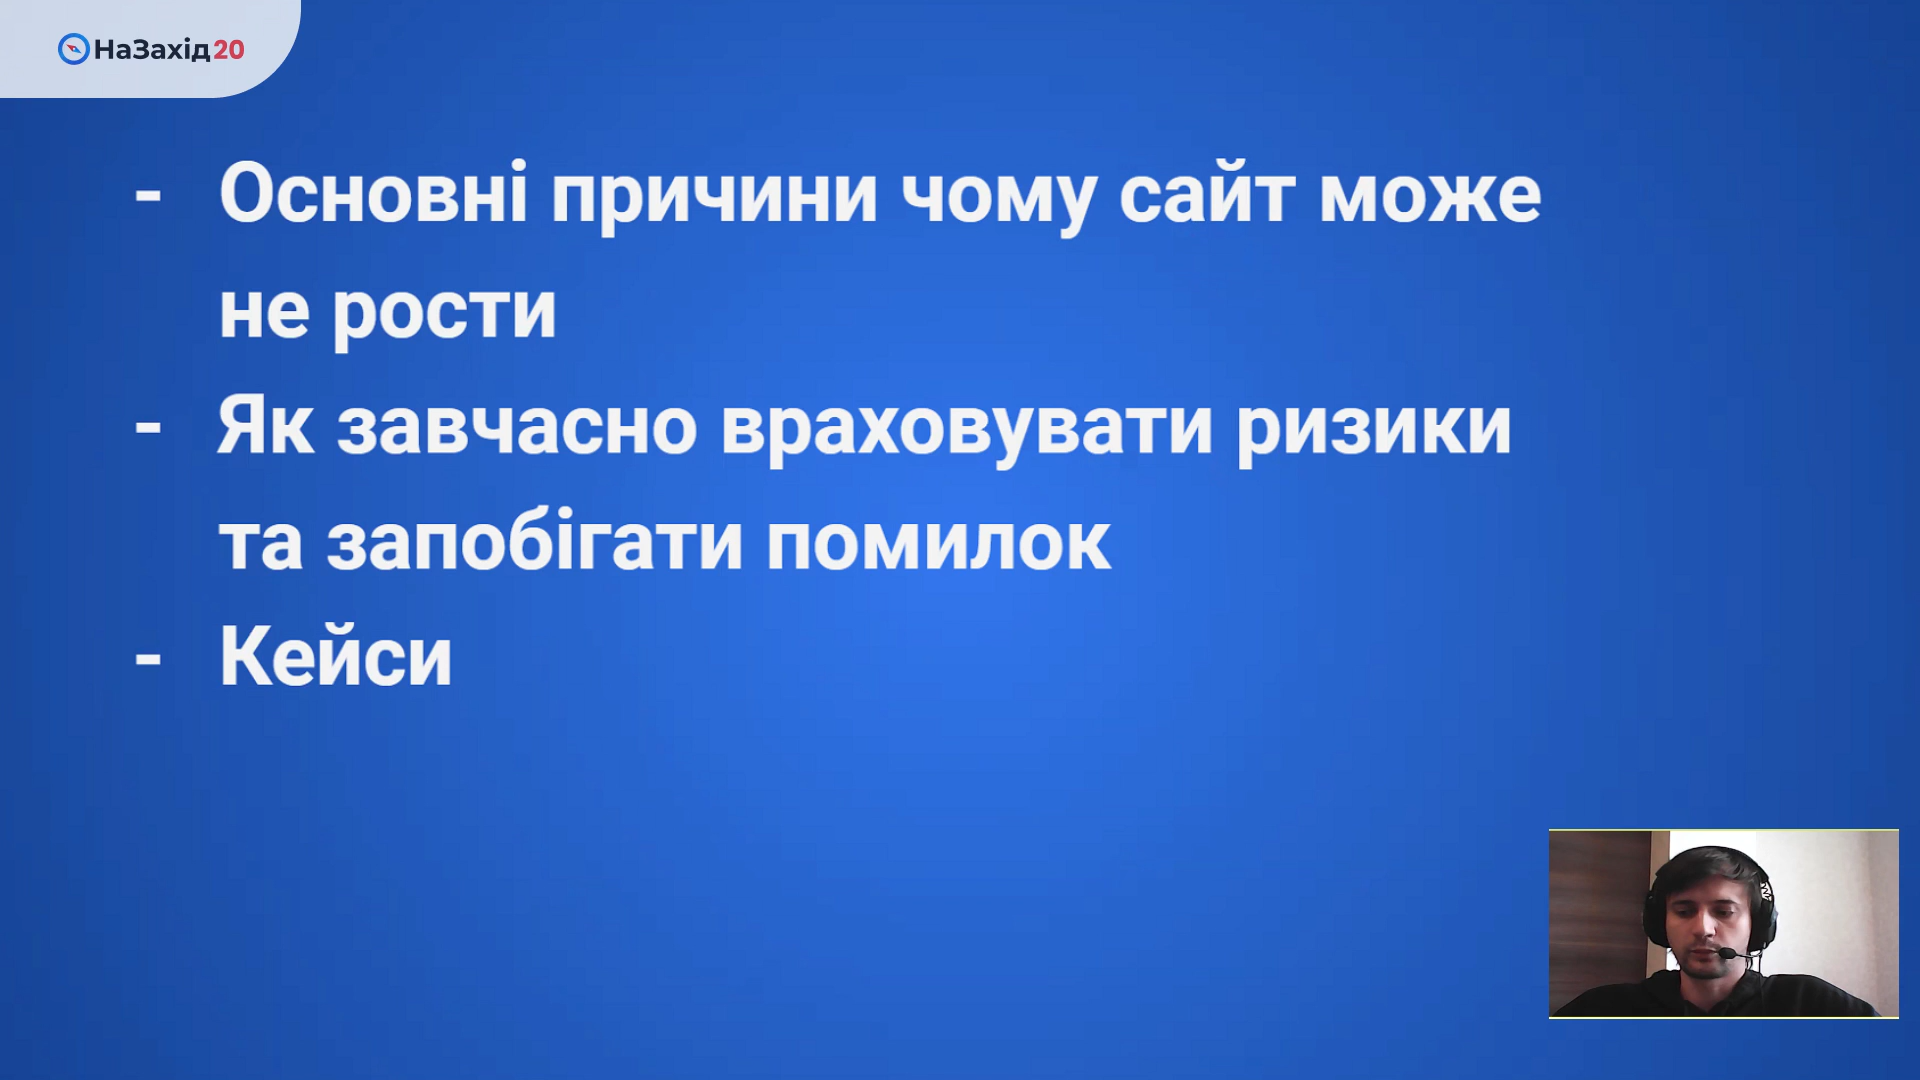 НаЗахід20
- Основні причини чому сайт може
не рости
- Як завчасно враховувати ризики
та запобігати помилок
- Кейси